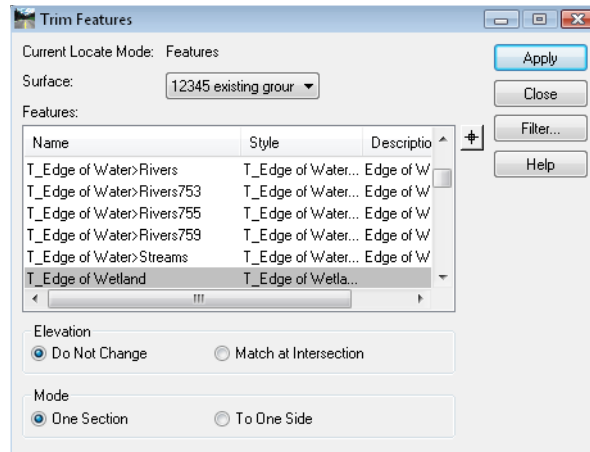 Trim Features
Current Locate Mode: Features
Apply
Surface:
12345 existing grour
Close
Features:
Filter...
Name Style Descriptio
Help
T_Edge of Water>Rivers T_Edge of Water... Edge of W
T_Edge of Water>Rivers753 T_Edge of Water... Edge of W
T_Edge of Water>Rivers755 T_Edge of Water... Edge of W
T_Edge of Water>Rivers759 T_Edge of Water... Edge of W
T_Edge of Water>Streams T_Edge of Water... Edge of W
T_Edge of Wetland T_Edge of Wetla...
Elevation
Do Not Change Match at Intersection
Mode
One Section To One Side